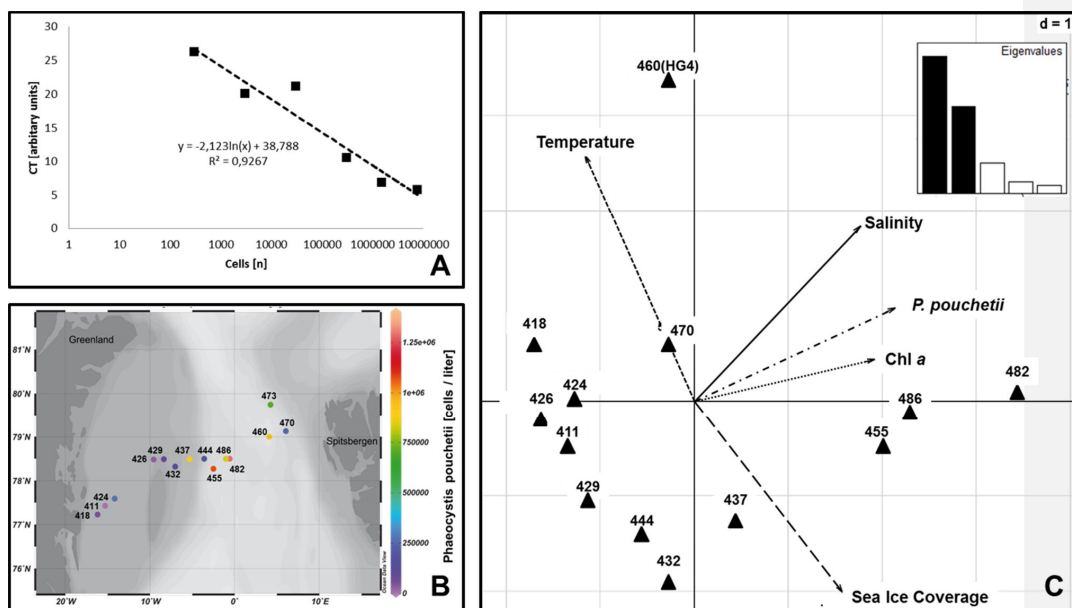 30
25
20
15
10
5
0
CT [arbitary units]
y = -2,123ln(x) + 38,788
R² = 0,9267
1 10 100 1000 10000 100000 1000000 10000000
Cells [n]
A
Greenland
Spitsbergen
81°N
80°N
79°N
78°N
77°N
76°N
20°W 10°W 0° 10°E
473
460
470
426
429
432
437
444
486
455
482
424
411
418
Ocean Data View
1.25e+06
1e+06
750000
500000
250000
0
Phaeocystis pouchetii [cells / liter]
B
d = 1
Eigenvalues
460(HG4)
Temperature
Salinity
P. pouchetii
Chl a
418
470
482
424
486
426
411
455
429
437
444
432
Sea Ice Coverage
C